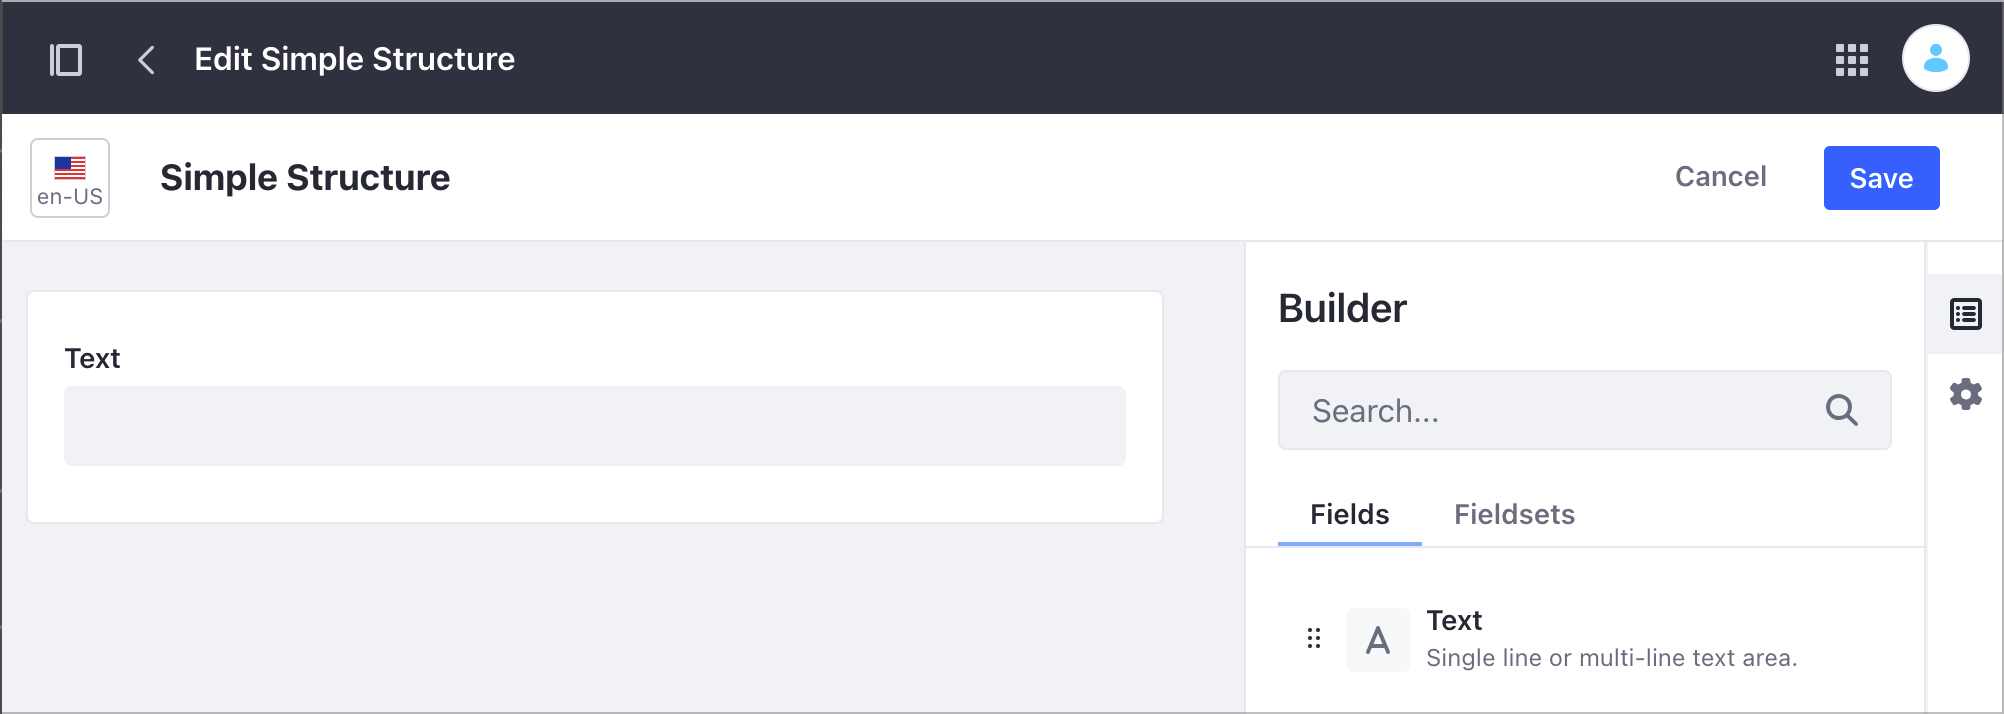 Edit Simple Structure
en-US
Simple Structure
Cancel
Save
Text
Builder
Search...
Fields
Fieldsets
A
Text
Single line or multi-line text area.